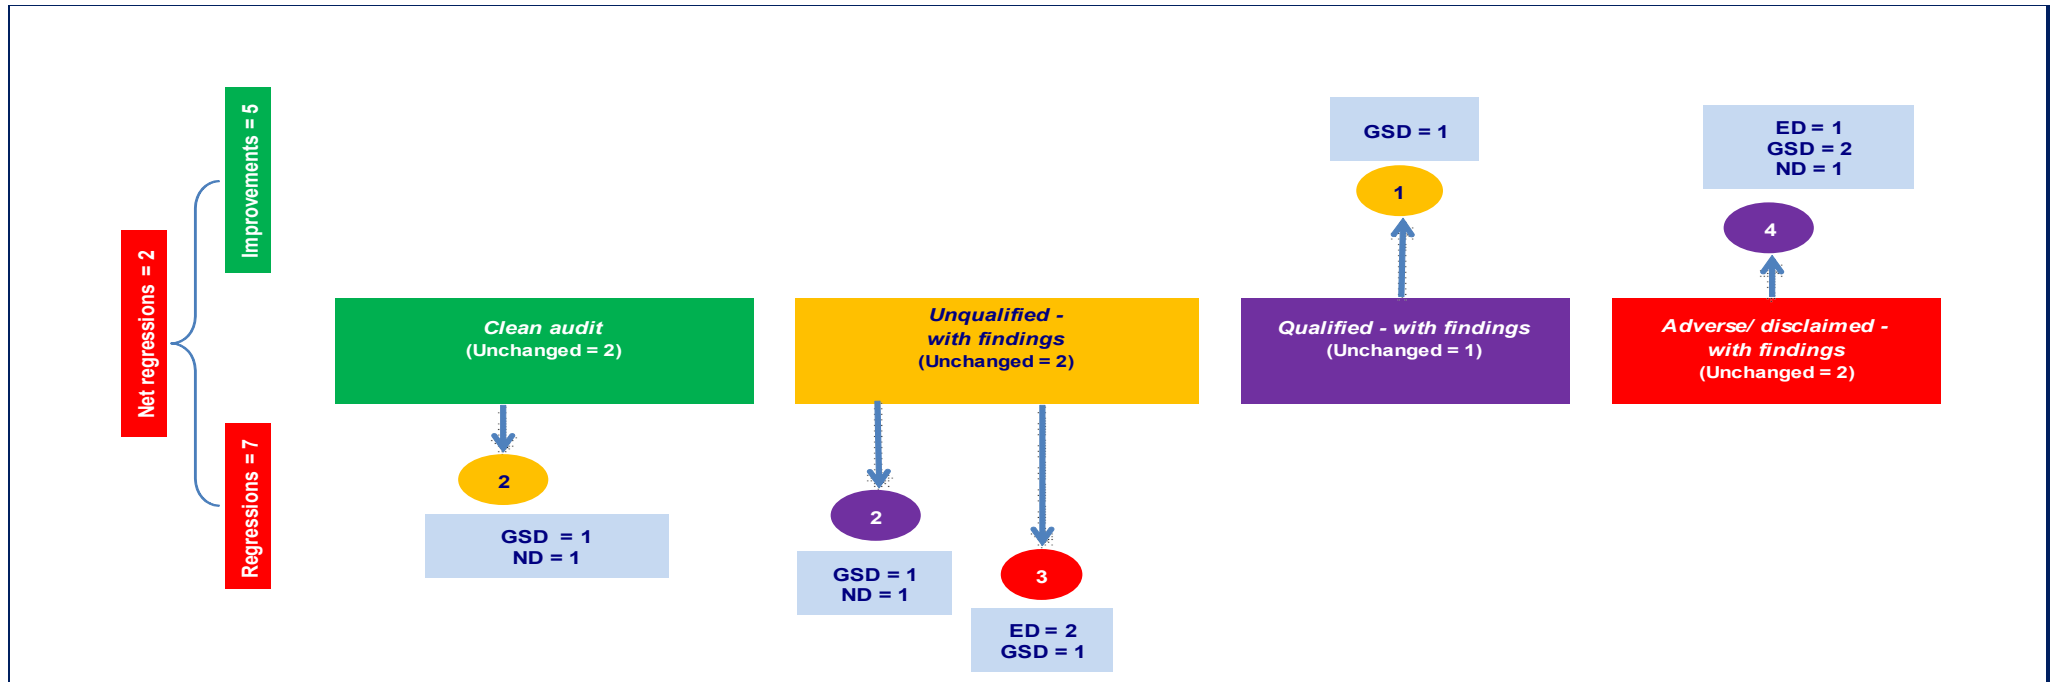 Net regressions = 2
Improvements = 5
Regressions = 7
GSD = 1
1
ED = 1
GSD = 2
ND = 1
4
Clean audit
(Unchanged = 2)
Unqualified -
with findings
(Unchanged = 2)
Qualified - with findings
(Unchanged = 1)
Adverse/ disclaimed -
with findings
(Unchanged = 2)
2
GSD = 1
ND = 1
2
GSD = 1
ND = 1
3
ED = 2
GSD = 1